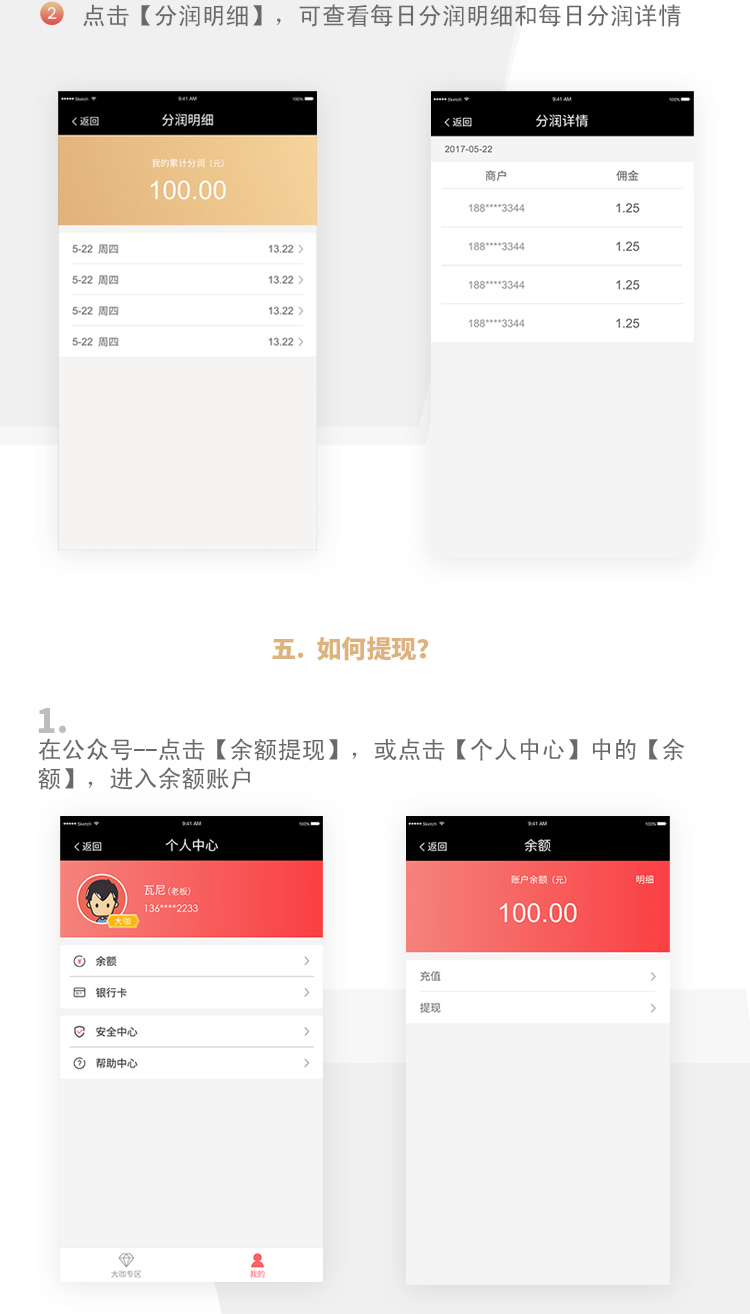 2 点击【分润明细】，可查看每日分润明细和每日分润详情
Sketch 9:41 AM 100%
返回 分润明细
我的累计分润（元）
100.00
5-22 周四 13.22
5-22 周四 13.22
5-22 周四 13.22
5-22 周四 13.22
Sketch 9:41 AM 100%
返回 分润详情
2017-05-22
商户 佣金
188****3344 1.25
188****3344 1.25
188****3344 1.25
188****3344 1.25
五. 如何提现?
1.
在公众号--点击【余额提现】，或点击【个人中心】中的【余
额】，进入余额账户
Sketch 9:41 AM 100%
返回 个人中心
瓦尼(老板)
136****2233
大咖
余额
银行卡
安全中心
帮助中心
大咖专区 我的
Sketch 9:41 AM 100%
返回 余额
账户余额（元） 明细
100.00
充值
提现